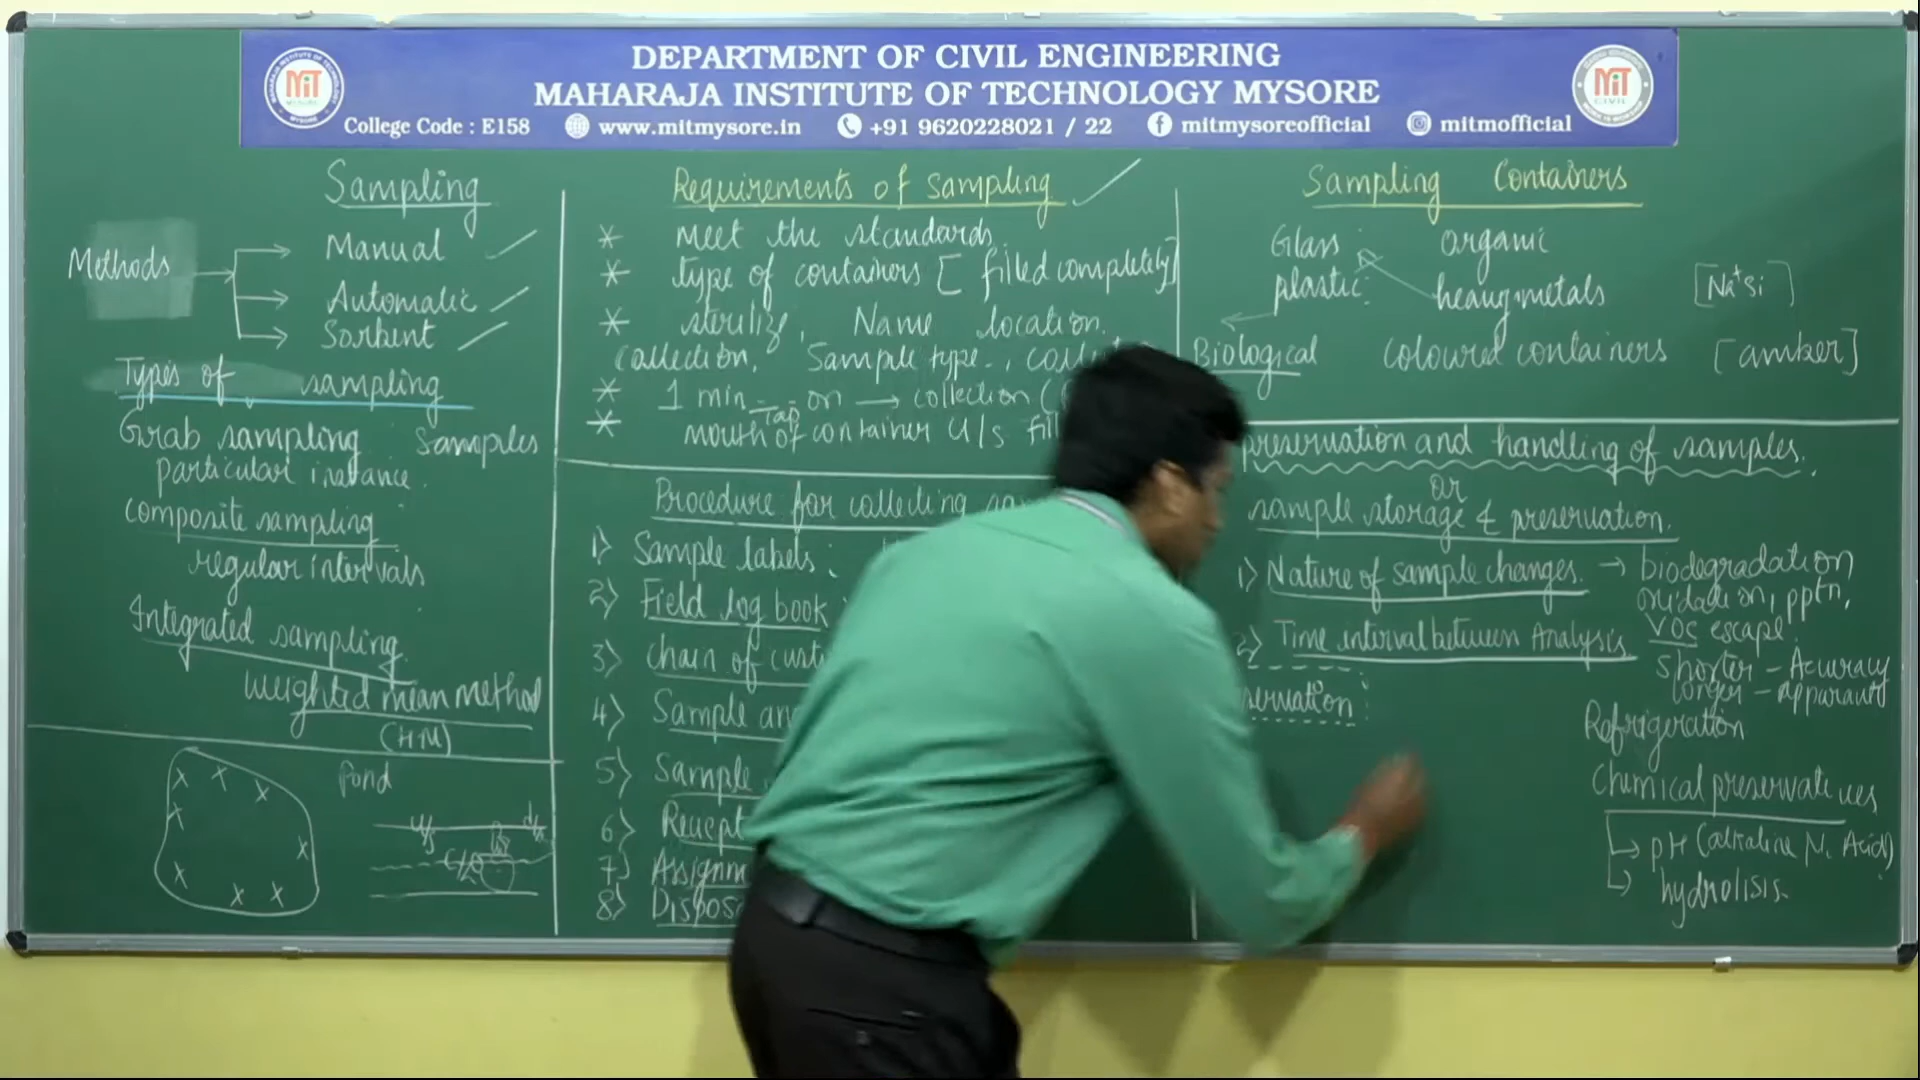 DEPARTMENT OF CIVIL ENGINEERING
MAHARAJA INSTITUTE OF TECHNOLOGY MYSORE
College Code : E158 www.mitmysore.in +91 9620228021 / 22 mitmysoreofficial mitmofficial
MiT
MiT
CIVIL
Sampling
Methods
Manual
Automatic
Sorbent
Types of sampling
Grab sampling Samples
particular instance.
composite sampling
regular intervals
Integrated sampling.
weighted mean method
(HM)
Pond
u/s d/s
Requirements of sampling
* Meet the standards
* type of containers [filled completely]
* sterilize, Name location.
collection, Sample type.,
* 1 min Tap on → collection
* mouth of container U/s
Procedure for collecting
1) Sample labels:
2) Field log book
3) chain of
4) Sample
5) Sample
6)
7)
8)
Sampling Containers
Glass : organic
plastic: heavy metals [Na+ Si]
Biological coloured containers [amber]
preservation and handling of samples.
or
sample storage & preservation.
1) Nature of sample changes. → biodegradation
oxidation, pptn,
VOC escape.
2) Time interval between Analysis.
Shorter - Acuracy
longer -
Refrigeration
Chemical preservatives
pH (alkaline N. Acid)
hydrolisis.